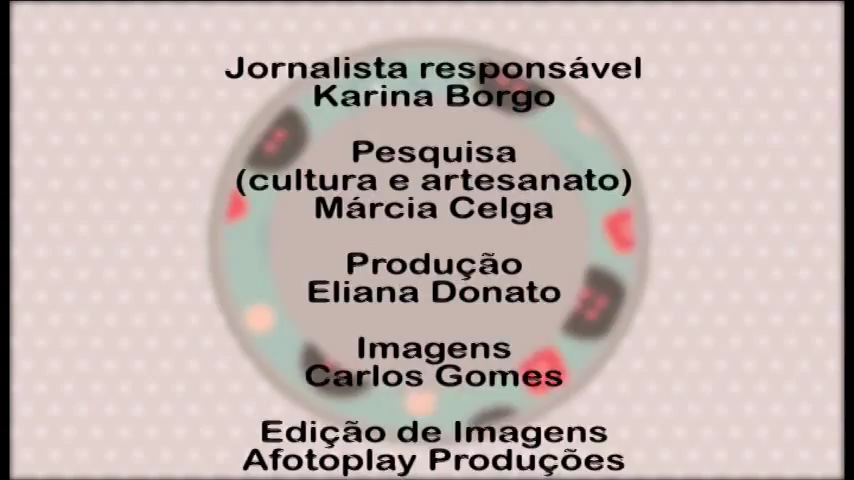 Jornalista responsável
Karina Borgo
Pesquisa
(cultura e artesanato)
Márcia Celga
Produção
Eliana Donato
Imagens
Carlos Gomes
Edição de Imagens
Afotoplay Produções